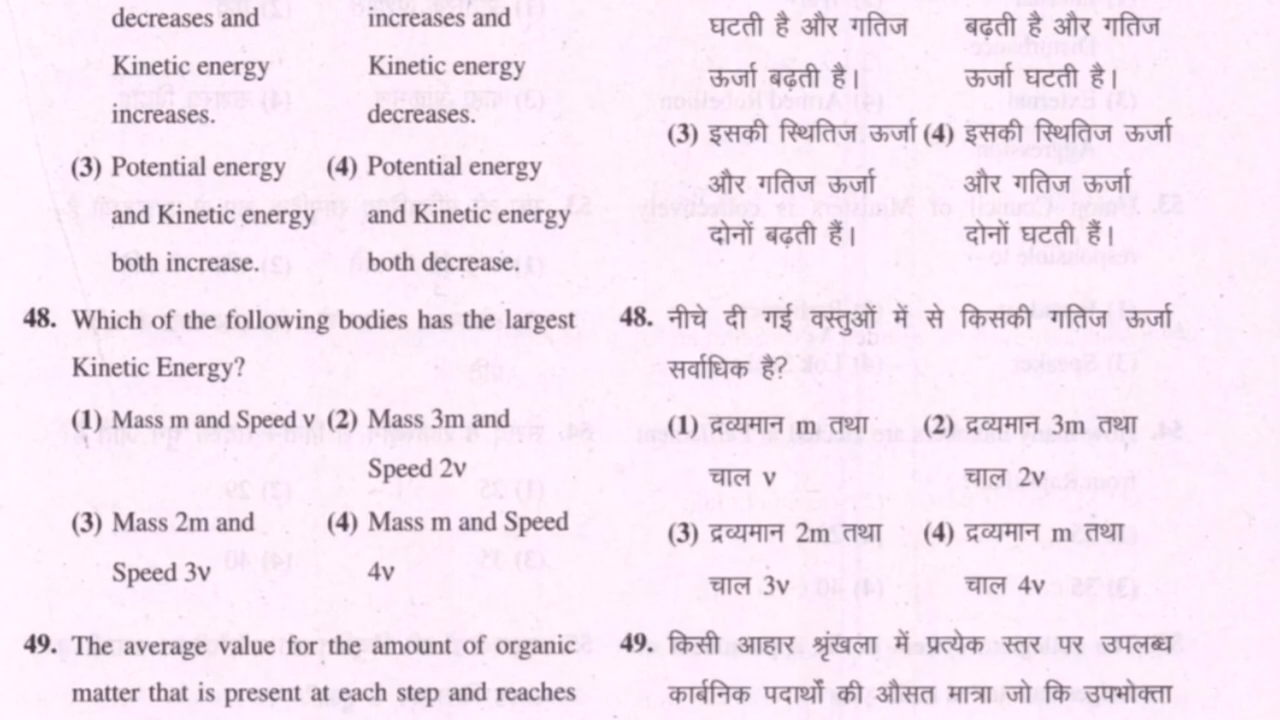 decreases and increases and
Kinetic energy Kinetic energy
increases. decreases.
(3) Potential energy (4) Potential energy
and Kinetic energy and Kinetic energy
both increase. both decrease.
48. Which of the following bodies has the largest
Kinetic Energy?
(1) Mass m and Speed v (2) Mass 3m and
Speed 2v
(3) Mass 2m and (4) Mass m and Speed
Speed 3v 4v
49. The average value for the amount of organic
matter that is present at each step and reaches
घटती है और गतिज बढ़ती है और गतिज
ऊर्जा बढ़ती है। ऊर्जा घटती है।
(3) इसकी स्थितिज ऊर्जा (4) इसकी स्थितिज ऊर्जा
और गतिज ऊर्जा और गतिज ऊर्जा
दोनों बढ़ती हैं। दोनों घटती हैं।
48. नीचे दी गई वस्तुओं में से किसकी गतिज ऊर्जा
सर्वाधिक है?
(1) द्रव्यमान m तथा (2) द्रव्यमान 3m तथा
चाल v चाल 2v
(3) द्रव्यमान 2m तथा (4) द्रव्यमान m तथा
चाल 3v चाल 4v
49. किसी आहार श्रृंखला में प्रत्येक स्तर पर उपलब्ध
कार्बनिक पदार्थों की औसत मात्रा जो कि उपभोक्ता